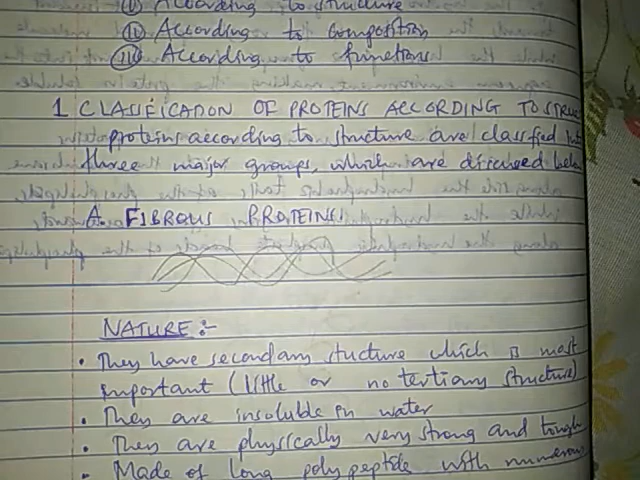 (i) According to structure
(ii) According to composition
(iii) Accoriding to functions
1 CLASSIFICATION OF PROTEINS ACCORDING TO STRUC
proteins according to structure are classified into
three major groups, which are discused below
A. FIBROUS PROTEINS!
NATURE:-
• They have secondary stucture which is most
important (little or no tertiary structure)
• They are insoluble in water
• They are physically very strong and tough
• Made of long polypeptide with numerous